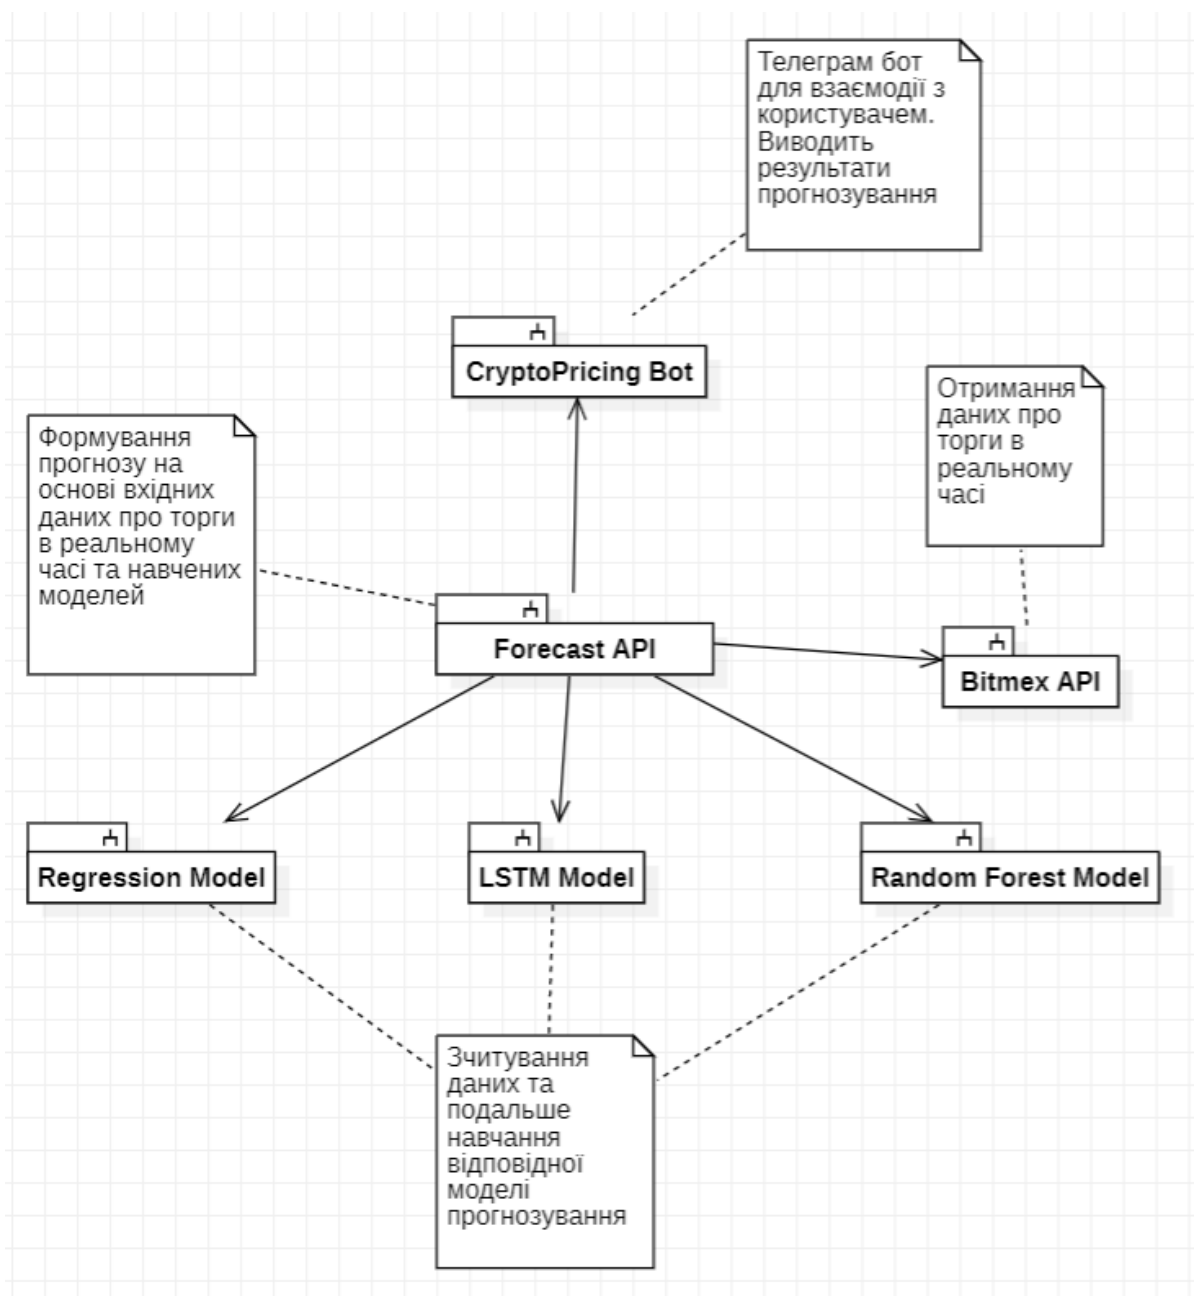 Телеграм бот
для взаємодії з
користувачем.
Виводить
результати
прогнозування
CryptoPricing Bot
Отримання
даних про
торги в
реальному
часі
Формування
прогнозу на
основі вхідних
даних про торги
в реальному
часі та навчених
моделей
Forecast API
Bitmex API
Regression Model
LSTM Model
Random Forest Model
Зчитування
даних та
подальше
навчання
відповідної
моделі
прогнозування